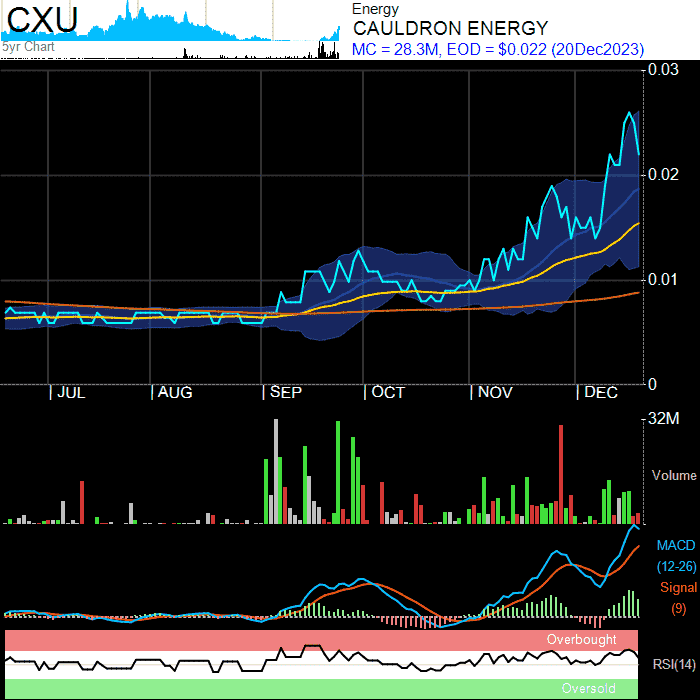 CXU
5yr Chart
Energy
CAULDRON ENERGY
MC = 28.3M, EOD = $0.022 (20Dec2023)
0.03
0.02
0.01
0
| JUL | AUG | SEP | OCT | NOV | DEC
32M
Volume
MACD
(12-26)
Signal
(9)
Overbought
RSI(14)
Oversold